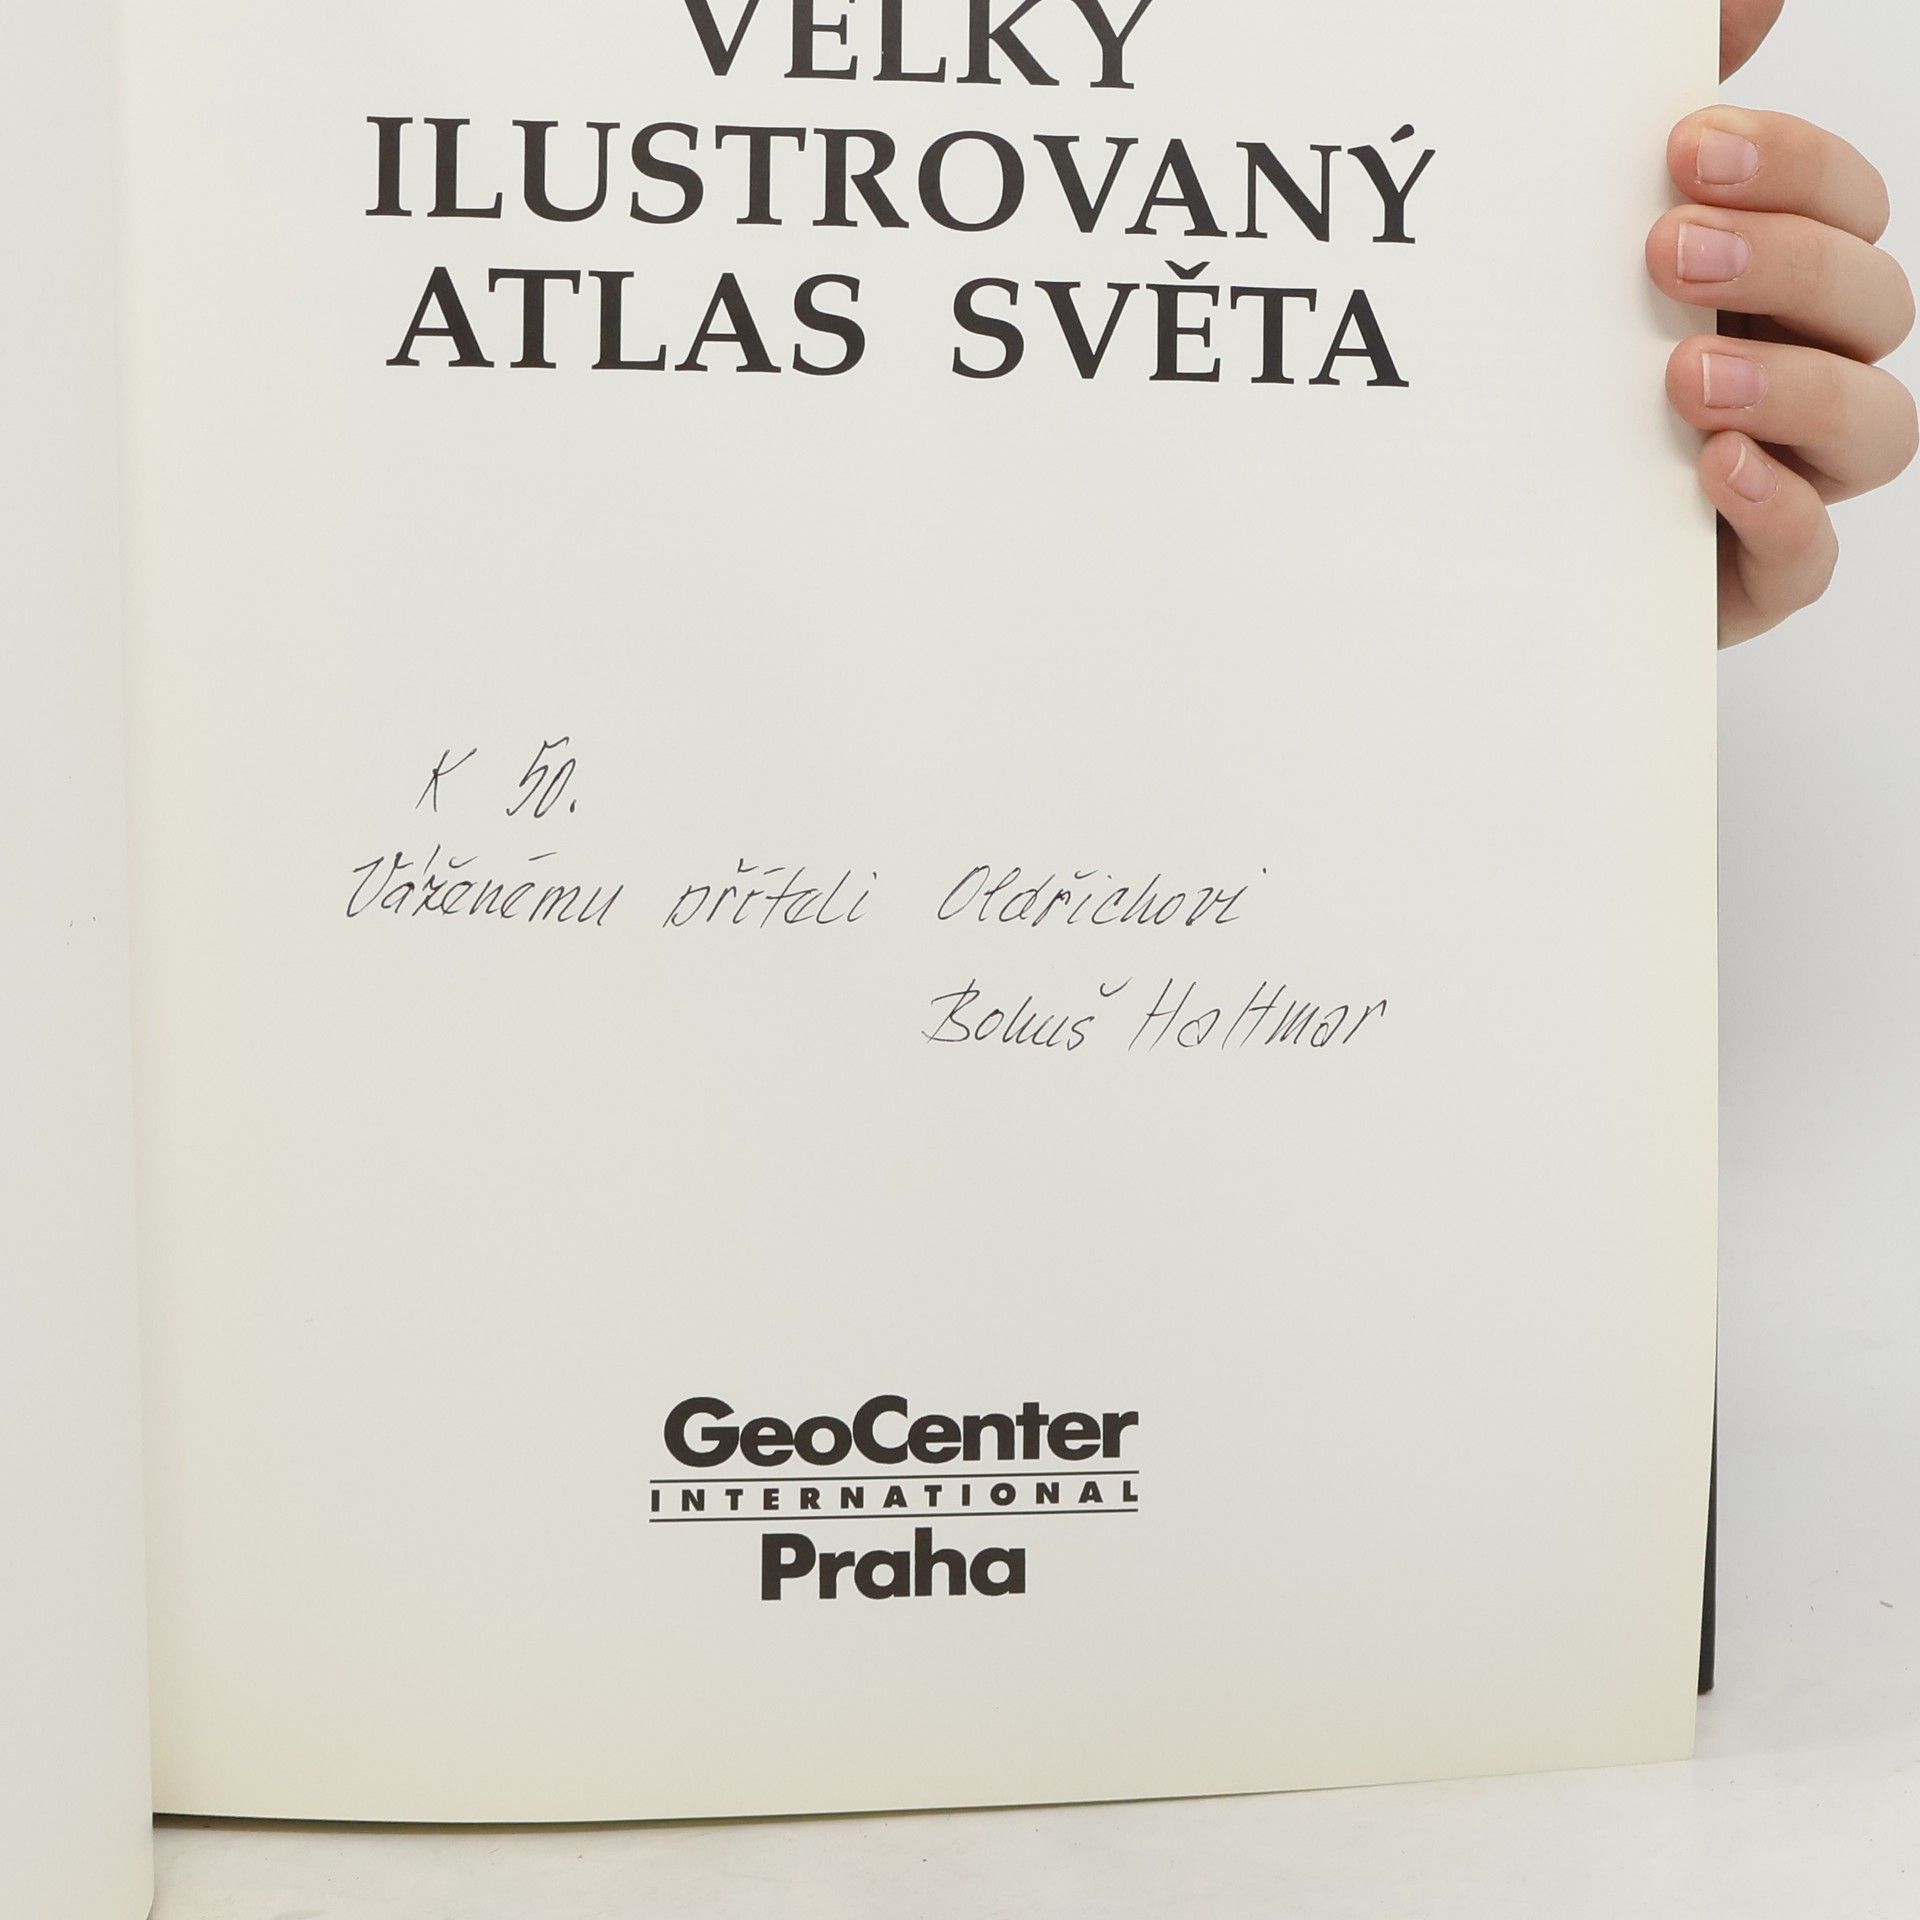 VELKÝ
ILUSTROVANÝ
ATLAS SVĚTA
K 50.
Váženému příteli Oldřichovi
Bohuš Haltmar
GeoCenter
INTERNATIONAL
Praha